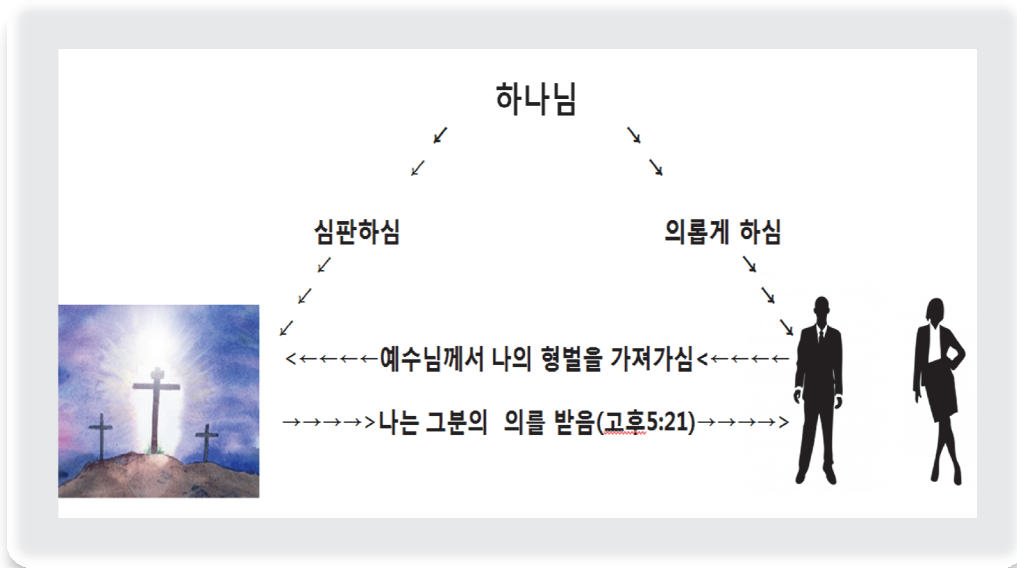 하나님
↙ ↘
↙ ↘
심판하심 의롭게 하심
↙ ↘
↙ ↘
↙ ↘
<←←←←예수님께서 나의 형벌을 가져가심<←←←←
→→→→>나는 그분의 의를 받음(고후5:21)→→→→>